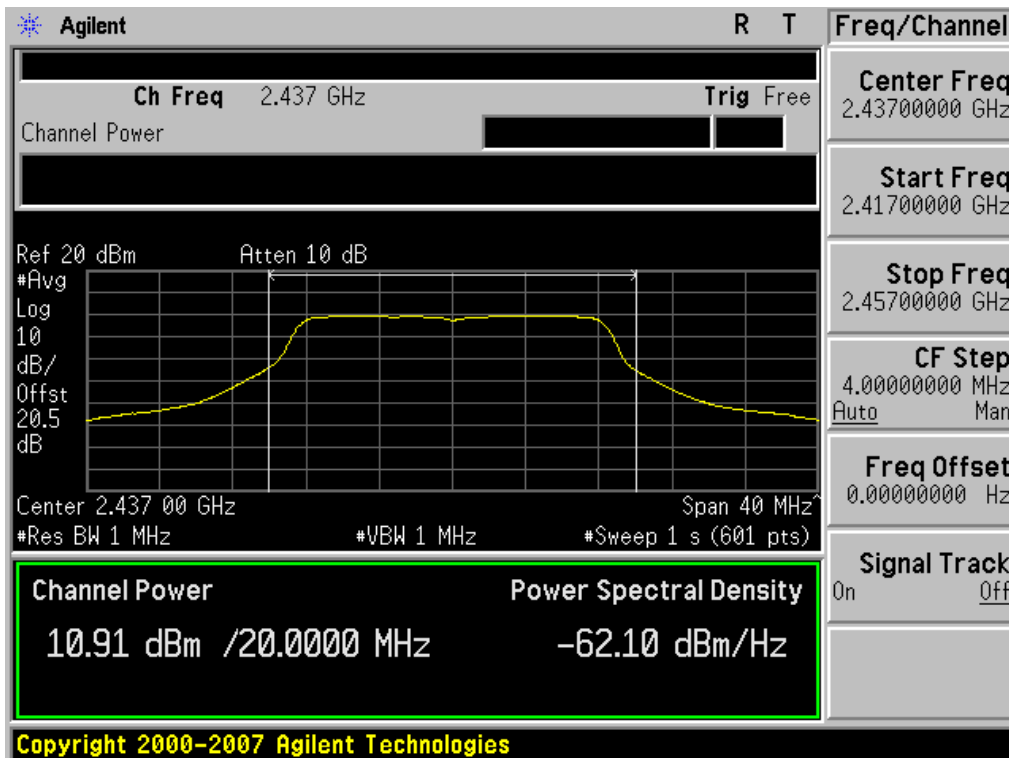 Agilent R T
Ch Freq 2.437 GHz Trig Free
Channel Power
Ref 20 dBm Atten 10 dB
#Avg
Log
10
dB/
Offst
20.5
dB
Center 2.437 00 GHz Span 40 MHz^
#Res BW 1 MHz #VBW 1 MHz #Sweep 1 s (601 pts)
Channel Power Power Spectral Density
10.91 dBm /20.0000 MHz -62.10 dBm/Hz
Copyright 2000-2007 Agilent Technologies
Freq/Channel
Center Freq
2.43700000 GHz
Start Freq
2.41700000 GHz
Stop Freq
2.45700000 GHz
CF Step
4.00000000 MHz
Auto Man
Freq Offset
0.00000000 Hz
Signal Track
On Off